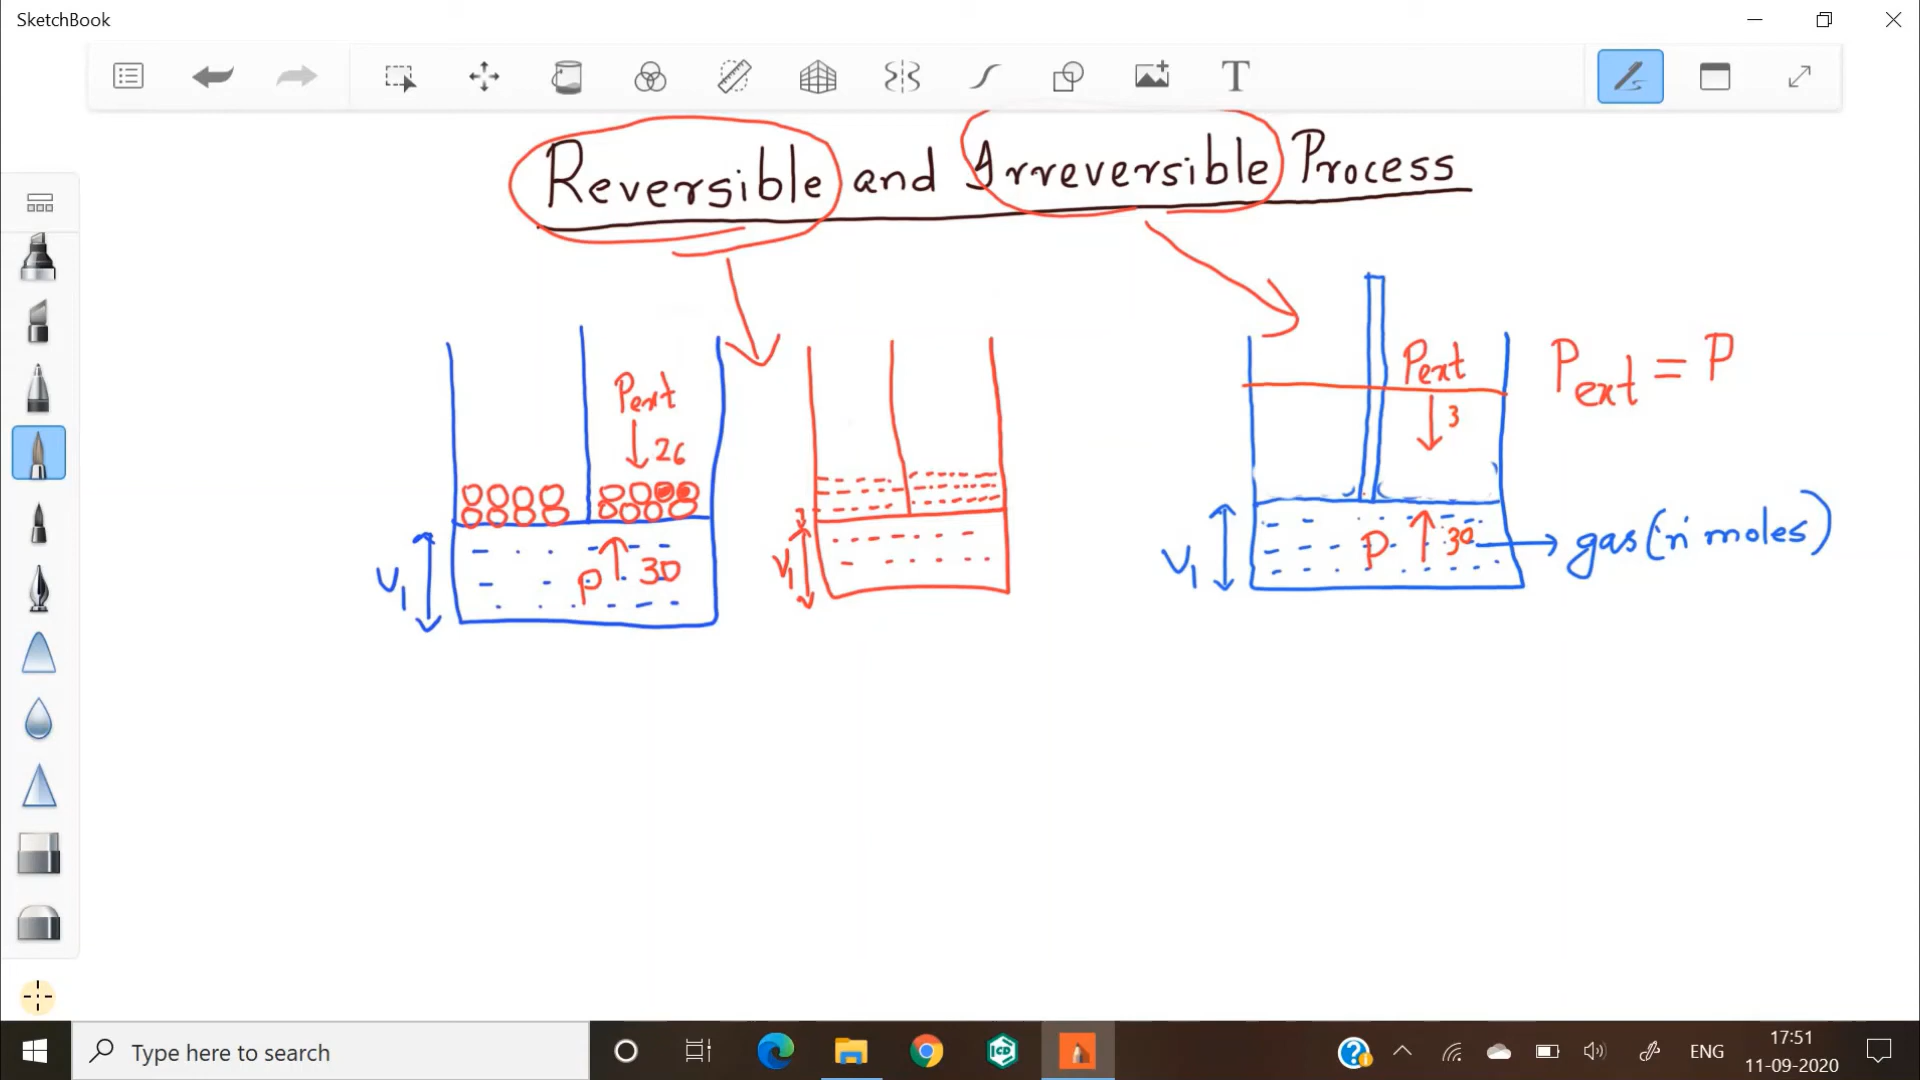 SketchBook
T
Reversible and Irreversible Process
Pext
26
Pext
3
Pext = P
V1
P 30
V1
V1
P 30
gas ('n' moles)
Type here to search
ENG
17:51
11-09-2020